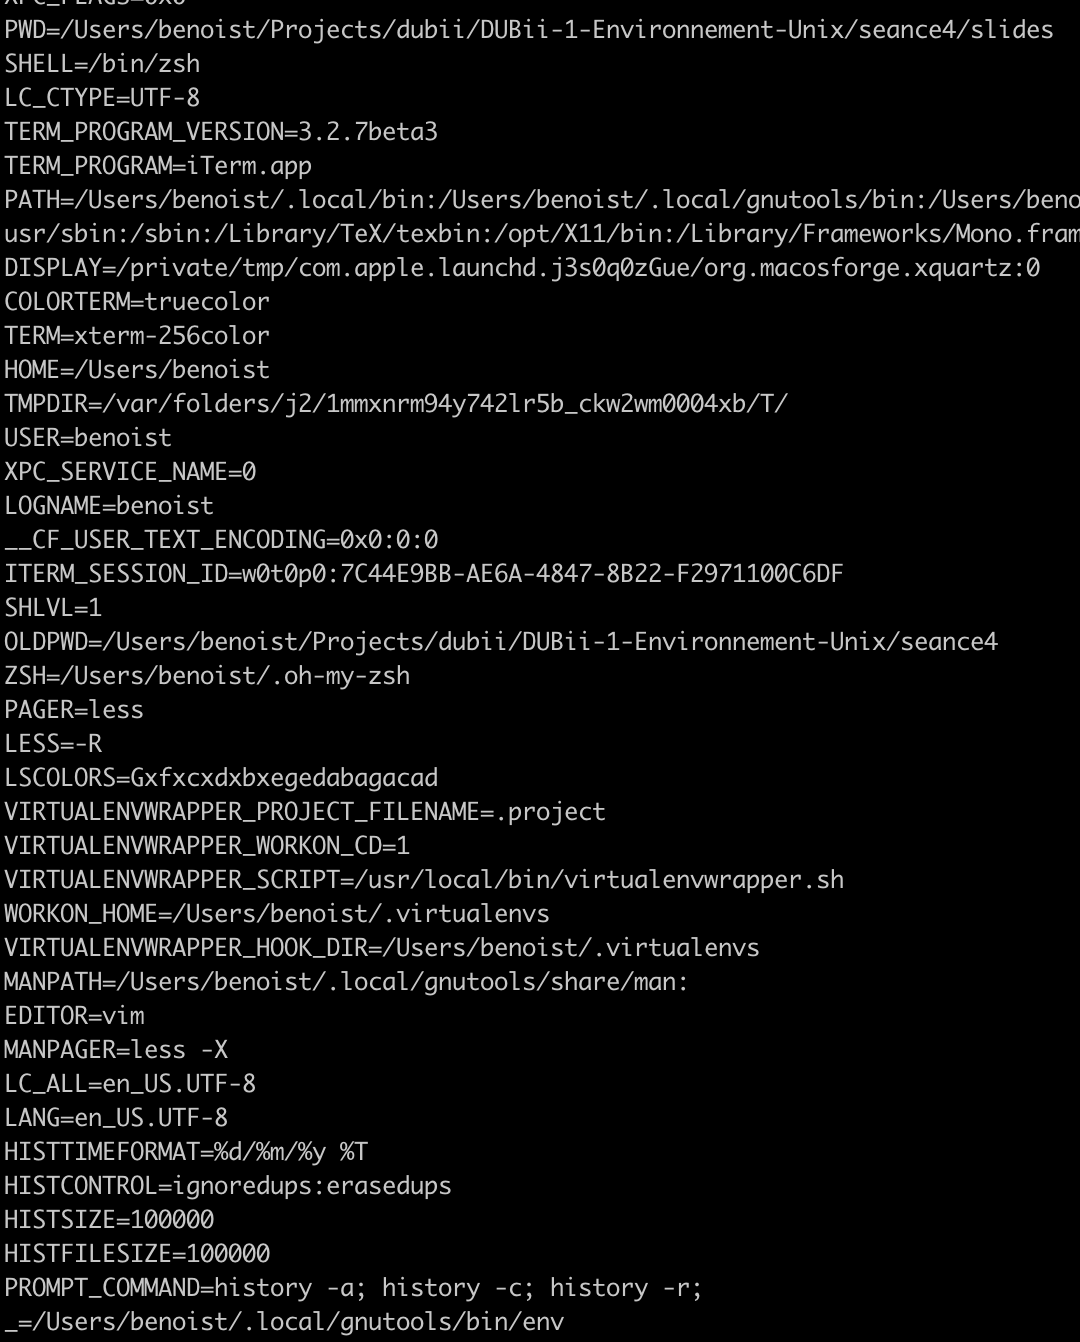 XPC_FLAGS=0x0
PWD=/Users/benoist/Projects/dubii/DUBii-1-Environnement-Unix/seance4/slides
SHELL=/bin/zsh
LC_CTYPE=UTF-8
TERM_PROGRAM_VERSION=3.2.7beta3
TERM_PROGRAM=iTerm.app
PATH=/Users/benoist/.local/bin:/Users/benoist/.local/gnutools/bin:/Users/beno
usr/sbin:/sbin:/Library/TeX/texbin:/opt/X11/bin:/Library/Frameworks/Mono.fram
DISPLAY=/private/tmp/com.apple.launchd.j3s0q0zGue/org.macosforge.xquartz:0
COLORTERM=truecolor
TERM=xterm-256color
HOME=/Users/benoist
TMPDIR=/var/folders/j2/1mmxnrm94y742lr5b_ckw2wm0004xb/T/
USER=benoist
XPC_SERVICE_NAME=0
LOGNAME=benoist
__CF_USER_TEXT_ENCODING=0x0:0:0
ITERM_SESSION_ID=w0t0p0:7C44E9BB-AE6A-4847-8B22-F2971100C6DF
SHLVL=1
OLDPWD=/Users/benoist/Projects/dubii/DUBii-1-Environnement-Unix/seance4
ZSH=/Users/benoist/.oh-my-zsh
PAGER=less
LESS=-R
LSCOLORS=Gxfxcxdxbxegedabagacad
VIRTUALENVWRAPPER_PROJECT_FILENAME=.project
VIRTUALENVWRAPPER_WORKON_CD=1
VIRTUALENVWRAPPER_SCRIPT=/usr/local/bin/virtualenvwrapper.sh
WORKON_HOME=/Users/benoist/.virtualenvs
VIRTUALENVWRAPPER_HOOK_DIR=/Users/benoist/.virtualenvs
MANPATH=/Users/benoist/.local/gnutools/share/man:
EDITOR=vim
MANPAGER=less -X
LC_ALL=en_US.UTF-8
LANG=en_US.UTF-8
HISTTIMEFORMAT=%d/%m/%y %T
HISTCONTROL=ignoredups:erasedups
HISTSIZE=100000
HISTFILESIZE=100000
PROMPT_COMMAND=history -a; history -c; history -r;
_=/Users/benoist/.local/gnutools/bin/env